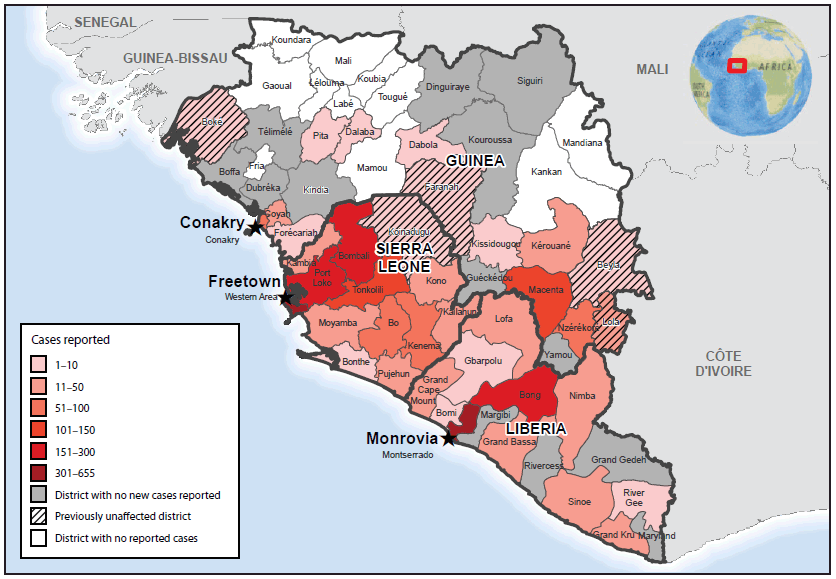 SENEGAL
GUINEA-BISSAU
MALI
AFRICA
Koundara
Mali
Gaoual
Lélouma
Koubia
Labé
Tougué
Dinguiraye
Siguiri
Boke
Télimélé
Pita
Dalaba
Dabola
Kouroussa
Mandiana
GUINEA
Boffa
Fria
Mamou
Kankan
Dubréka
Kindia
Faranah
Goyah
Conakry
Conakry
Forécariah
Koinadugu
Kissidougou
Kérouané
Beyla
SIERRA
LEONE
Kambia
Bombali
Port
Loko
Tonkolili
Kono
Guéckédou
Macenta
Freetown
Western Area
Moyamba
Bo
Kailahun
Lofa
Nzérékoré
Lola
Kenema
Yamou
Bonthe
Pujehun
Gbarpolu
Grand
Cape
Mount
CÔTE
D'IVOIRE
Bomi
Bong
Nimba
Margibi
LIBERIA
Monrovia
Montserrado
Grand Bassa
Rivercess
Grand Gedeh
Sinoe
River
Gee
Grand Kru
Maryland
Cases reported
1–10
11–50
51–100
101–150
151–300
301–655
District with no new cases reported
Previously unaffected district
District with no reported cases